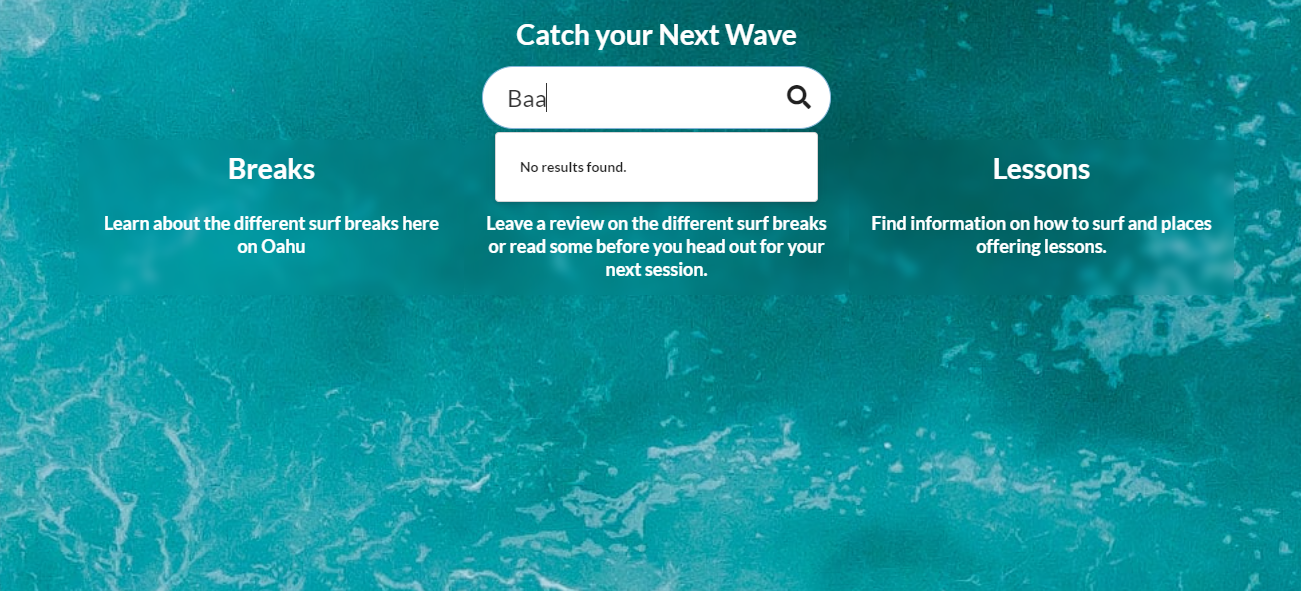 Catch your Next Wave
Baa
No results found.
Breaks
Learn about the different surf breaks here
on Oahu
Leave a review on the different surf breaks
or read some before you head out for your
next session.
Lessons
Find information on how to surf and places
offering lessons.